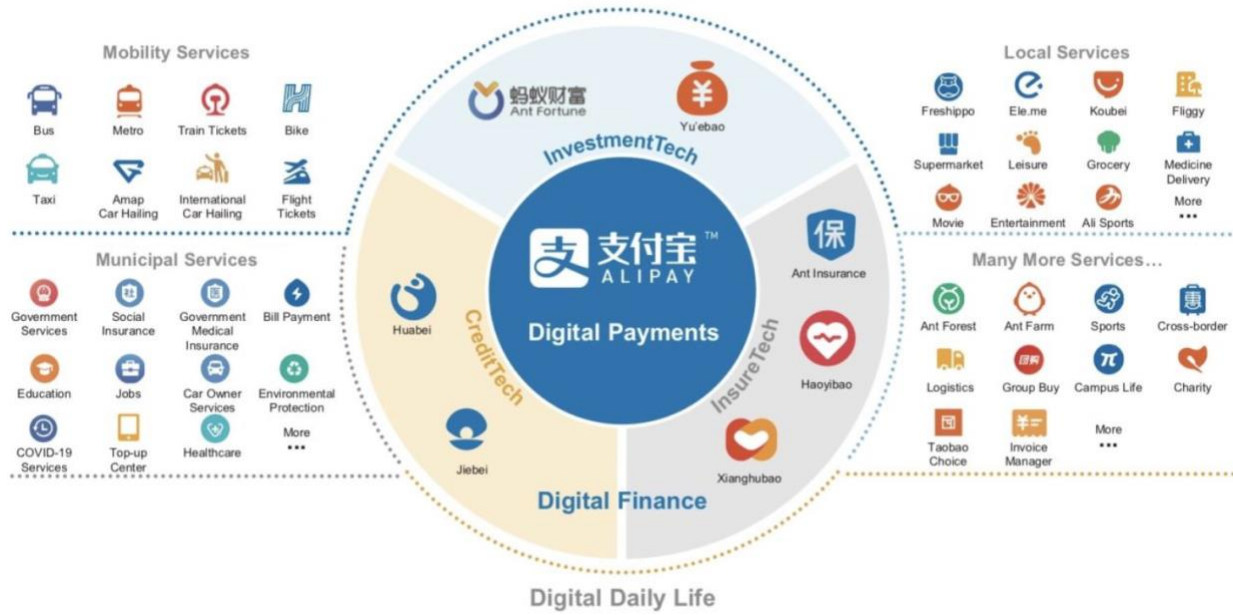 Mobility Services
Bus
Metro
Train Tickets
Bike
Taxi
Amap
Car Hailing
International
Car Hailing
Flight
Tickets
Municipal Services
Government
Services
社
Social
Insurance
医
Government
Medical
Insurance
Bill Payment
Education
Jobs
Car Owner
Services
Environmental
Protection
COVID-19
Services
Top-up
Center
Healthcare
More
•••
蚂蚁财富
Ant Fortune
¥
Yu'ebao
InvestmentTech
支
支付宝™
ALIPAY
Digital Payments
Huabei
CreditTech
Jiebei
保
Ant Insurance
InsureTech
Haoyibao
Xianghubao
Digital Finance
Digital Daily Life
Local Services
Freshippo
Ele.me
Koubei
Fliggy
Supermarket
Leisure
Grocery
Medicine
Delivery
Movie
Entertainment
Ali Sports
More
•••
Many More Services...
Ant Forest
Ant Farm
Sports
Cross-border
Logistics
团购
Group Buy
π
Campus Life
Charity
Taobao
Choice
¥
Invoice
Manager
More
•••